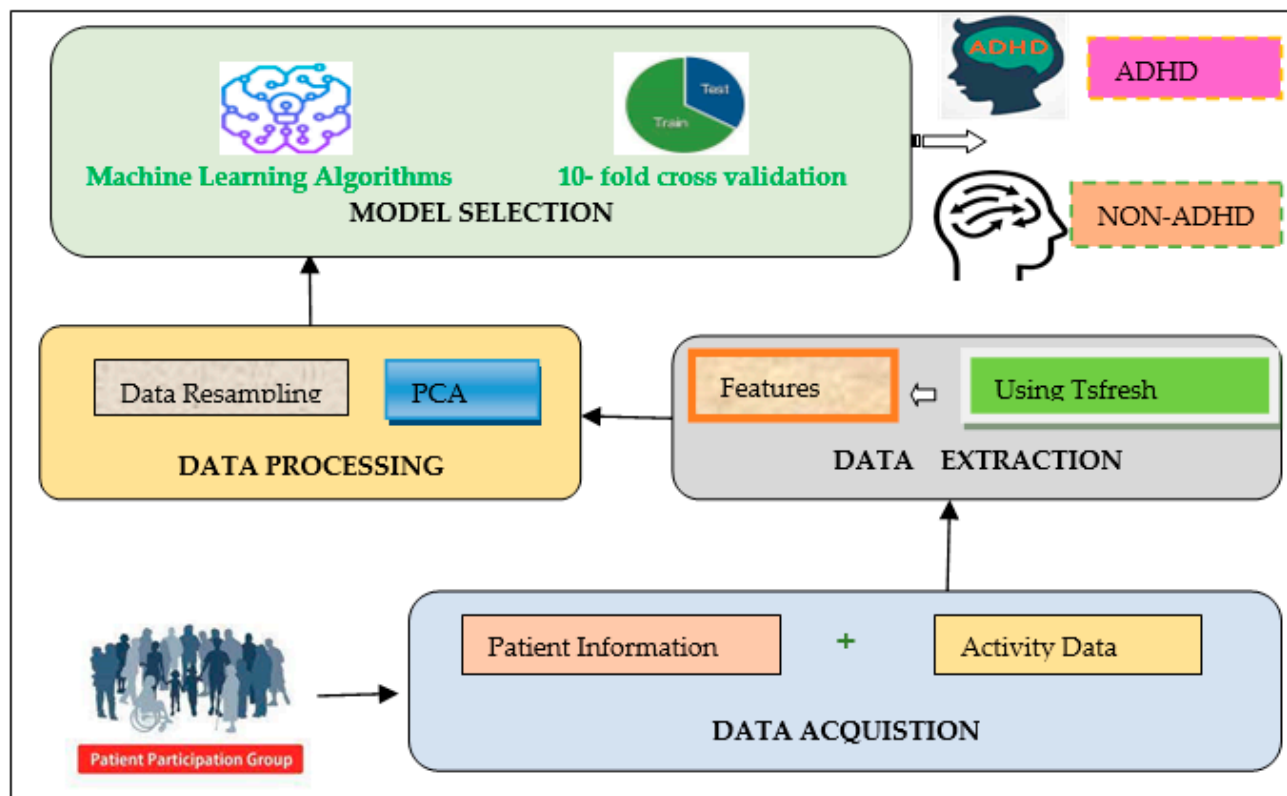 ADHD
ADHD
Test
Train
Machine Learning Algorithms
10- fold cross validation
MODEL SELECTION
NON-ADHD
Data Resampling
PCA
DATA PROCESSING
Features
Using Tsfresh
DATA EXTRACTION
Patient Information
+
Activity Data
DATA ACQUISTION
Patient Participation Group